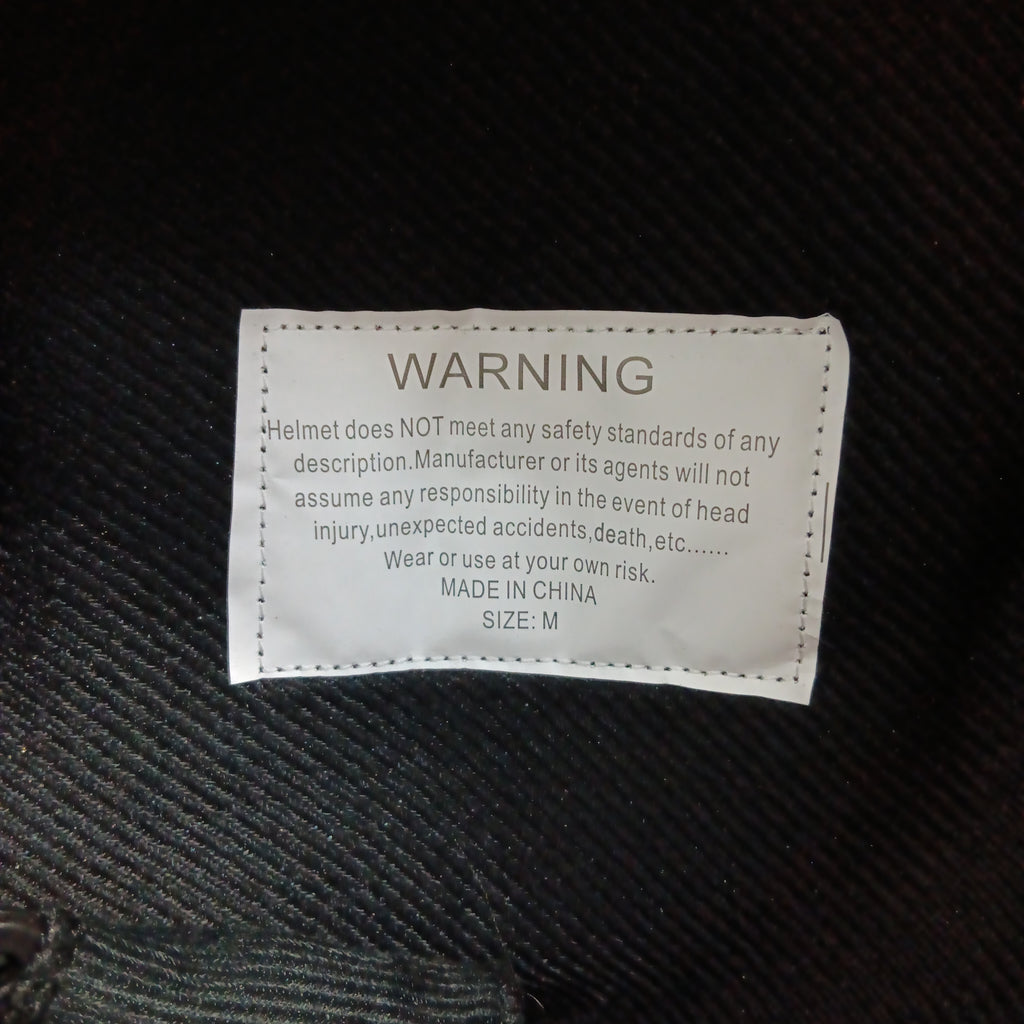 WARNING
Helmet does NOT meet any safety standards of any
description.Manufacturer or its agents will not
assume any responsibility in the event of head
injury,unexpected accidents,death,etc......
Wear or use at your own risk.
MADE IN CHINA
SIZE: M